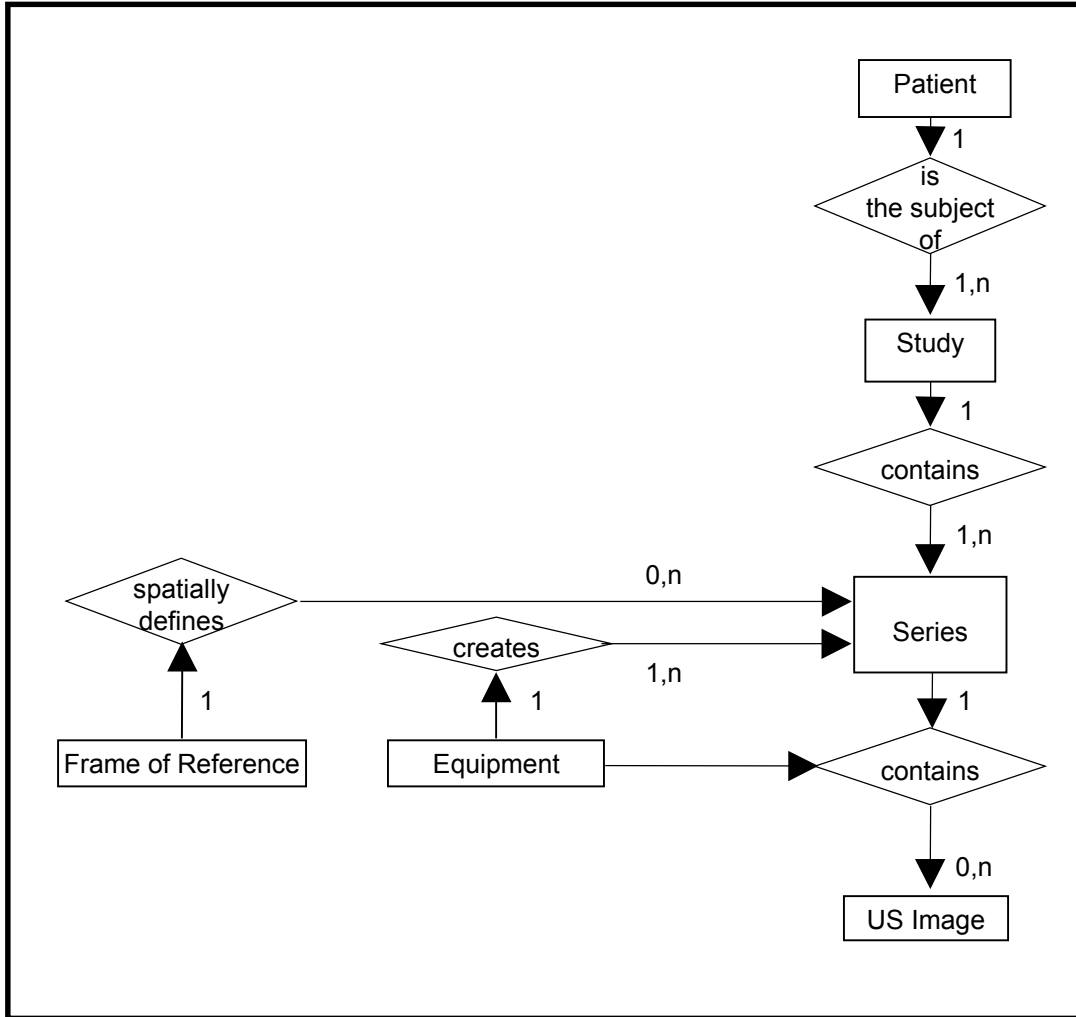 Patient
1
is
the subject
of
1,n
Study
1
contains
1,n
spatially
defines
0,n
Series
creates
1,n
1
1
1
Frame of Reference
Equipment
contains
0,n
US Image